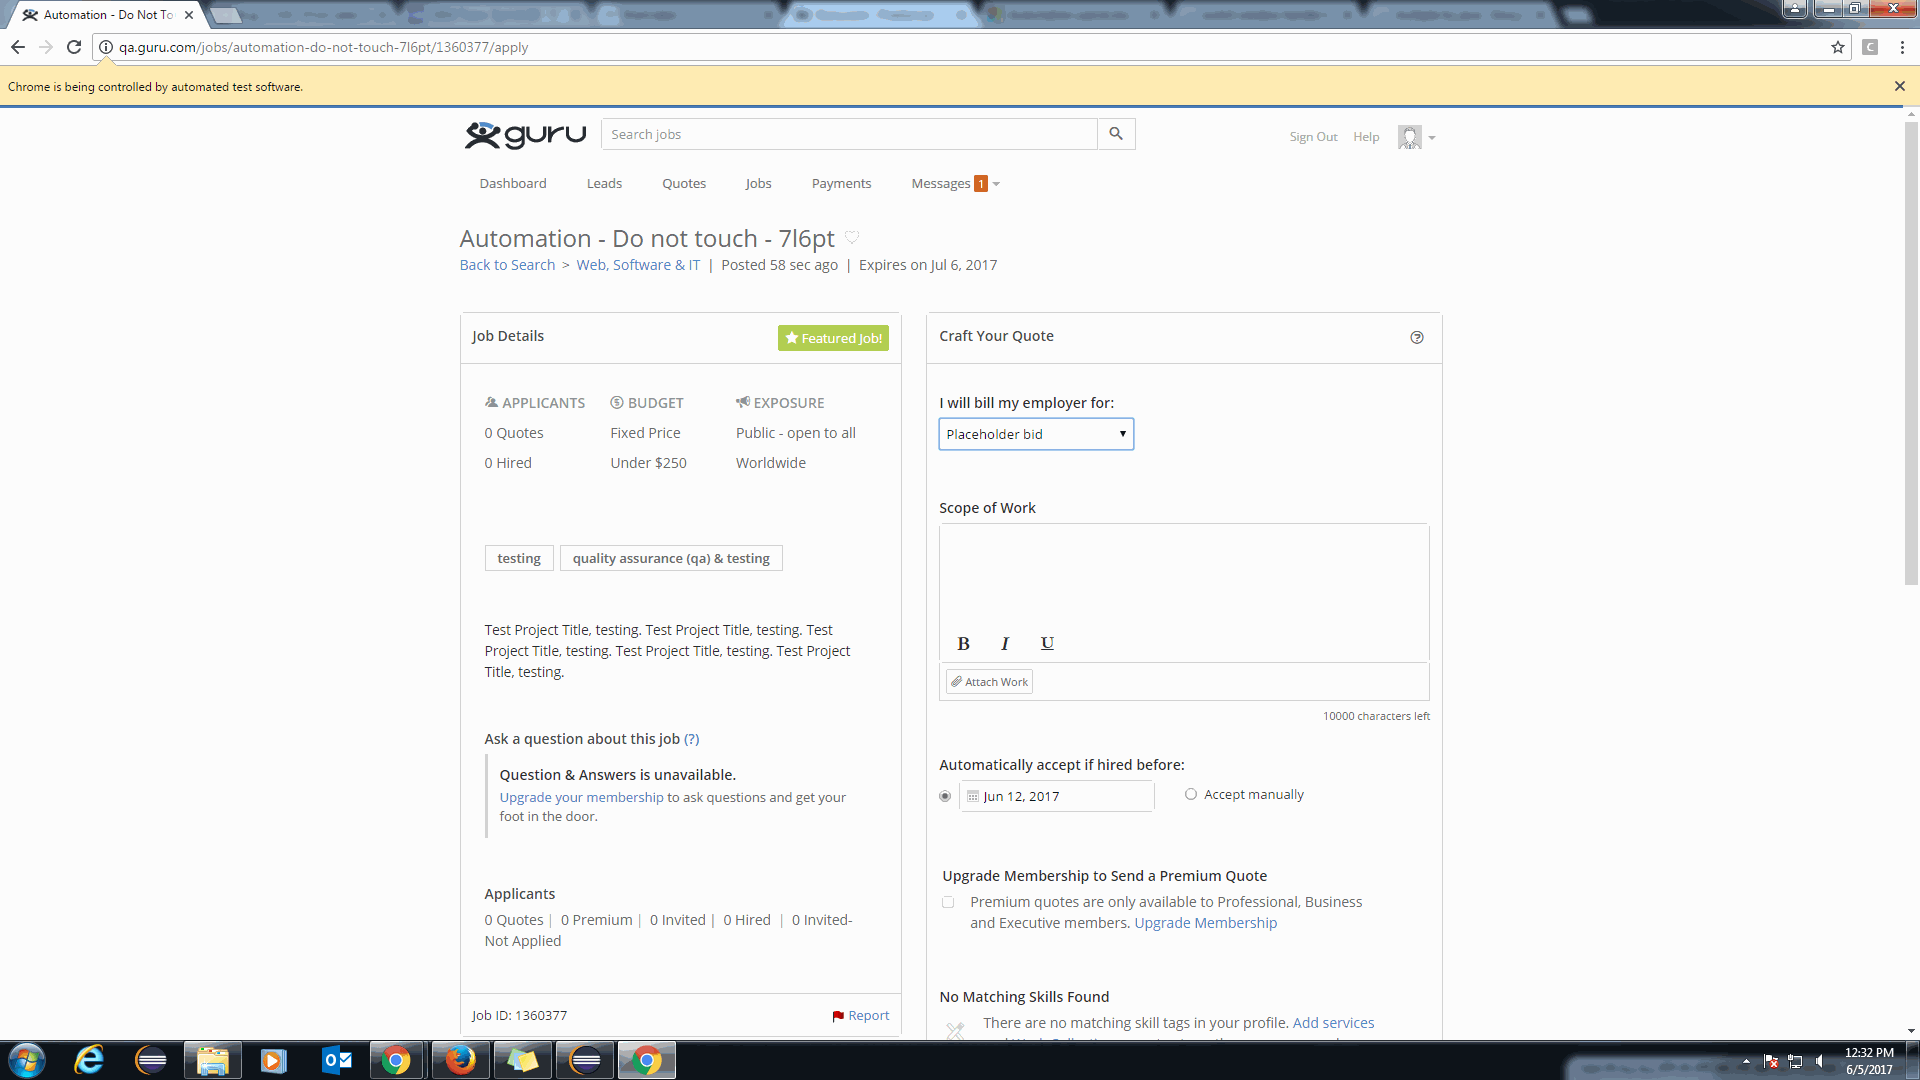 Automation - Do Not To
qa.guru.com/jobs/automation-do-not-touch-7l6pt/1360377/apply
C
Chrome is being controlled by automated test software.
guru
Search jobs
Sign Out Help
Dashboard Leads Quotes Jobs Payments Messages 1
Automation - Do not touch - 7l6pt
Back to Search > Web, Software & IT | Posted 58 sec ago | Expires on Jul 6, 2017
Job Details
Featured Job!
APPLICANTS BUDGET EXPOSURE
0 Quotes Fixed Price Public - open to all
0 Hired Under $250 Worldwide
testing
quality assurance (qa) & testing
Test Project Title, testing. Test Project Title, testing. Test
Project Title, testing. Test Project Title, testing. Test Project
Title, testing.
Ask a question about this job (?)
Question & Answers is unavailable.
Upgrade your membership to ask questions and get your
foot in the door.
Applicants
0 Quotes | 0 Premium | 0 Invited | 0 Hired | 0 Invited-
Not Applied
Job ID: 1360377
Report
Craft Your Quote
?
I will bill my employer for:
Placeholder bid
Scope of Work
B I U
Attach Work
10000 characters left
Automatically accept if hired before:
Jun 12, 2017
Accept manually
Upgrade Membership to Send a Premium Quote
Premium quotes are only available to Professional, Business
and Executive members. Upgrade Membership
No Matching Skills Found
There are no matching skill tags in your profile. Add services
12:32 PM
6/5/2017